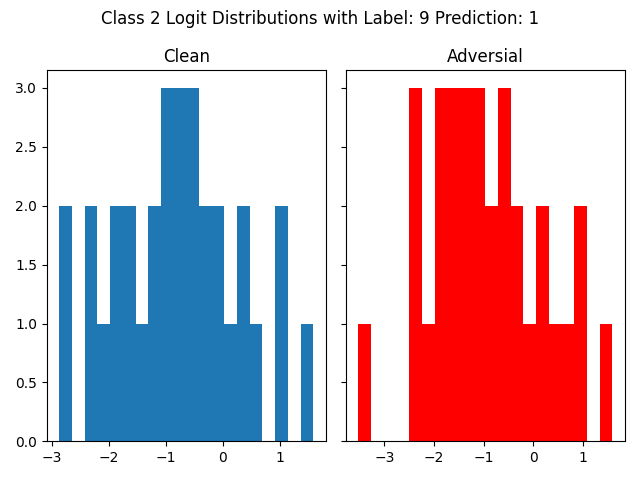 Class 2 Logit Distributions with Label: 9 Prediction: 1
Clean
Adversial
3.0
2.5
2.0
1.5
1.0
0.5
0.0
−3 −2 −1 0 1
−3 −2 −1 0 1